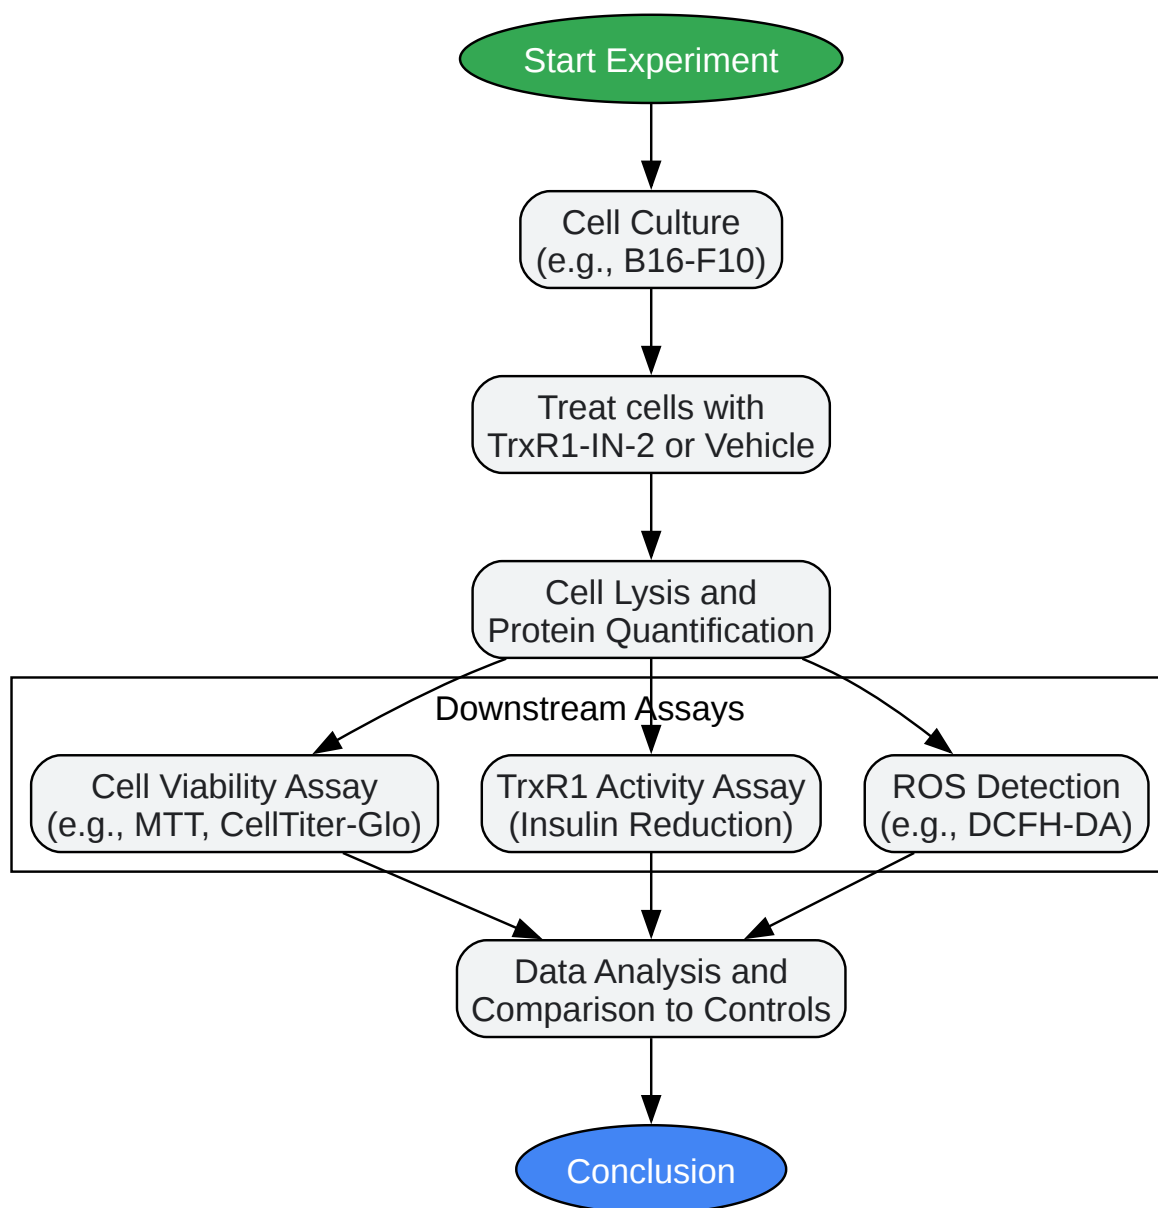 Start Experiment
Cell Culture
(e.g., B16-F10)
Treat cells with
TrxR1-IN-2 or Vehicle
Cell Lysis and
Protein Quantification
Downstream Assays
Cell Viability Assay
(e.g., MTT, CellTiter-Glo)
TrxR1 Activity Assay
(Insulin Reduction)
ROS Detection
(e.g., DCFH-DA)
Data Analysis and
Comparison to Controls
Conclusion